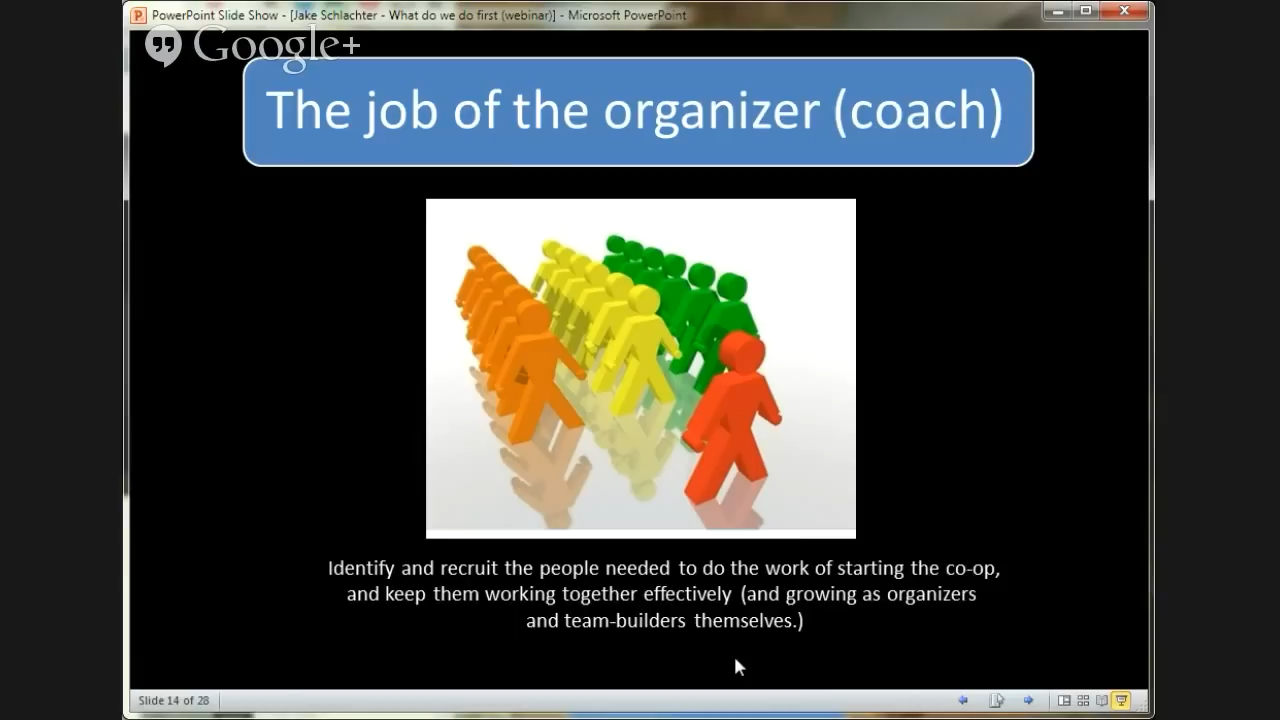 PowerPoint Slide Show - [Jake Schlachter - What do we do first (webinar)] - Microsoft PowerPoint
Google+
The job of the organizer (coach)
Identify and recruit the people needed to do the work of starting the co-op,
and keep them working together effectively (and growing as organizers
and team-builders themselves.)
Slide 14 of 28